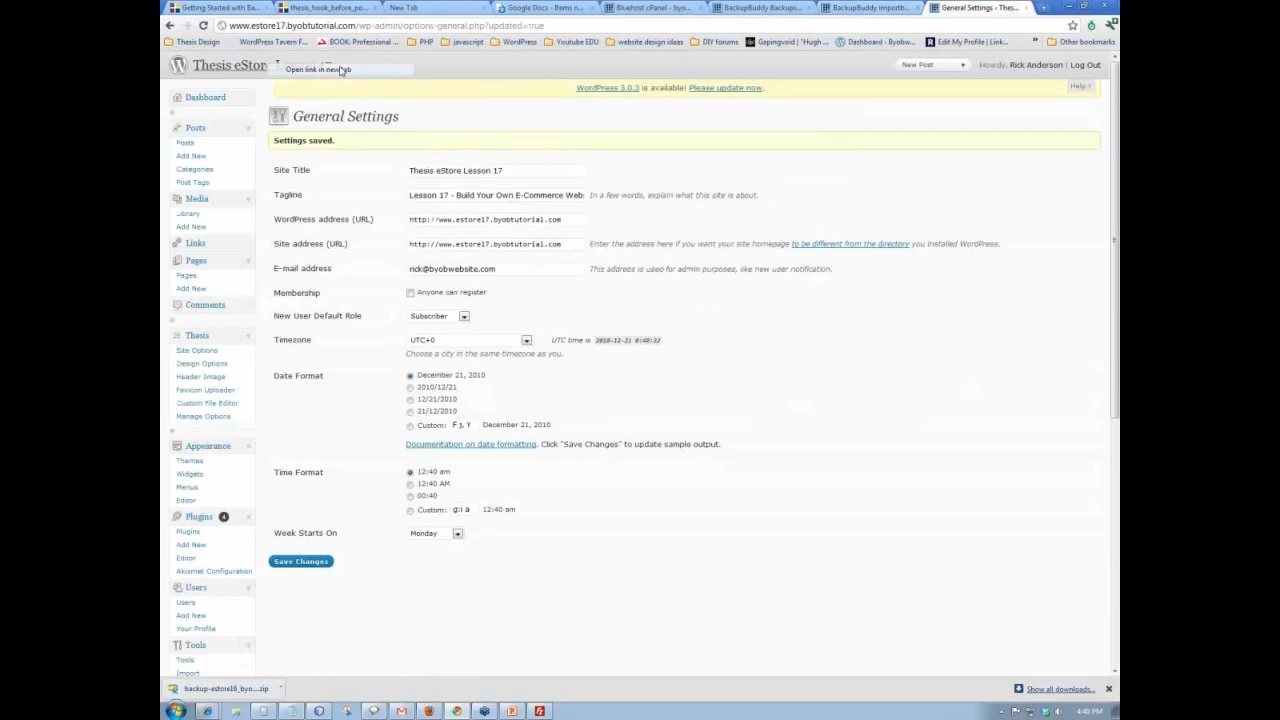 Getting Started with Ba... thesis_hook_before_po... New Tab Google Docs - Items n... Bluehost cPanel - byo... BackupBuddy Backups... BackupBuddy importb... General Settings ‹ Thes...
www.estore17.byobtutorial.com/wp-admin/options-general.php?updated=true
Thesis Design WordPress Tavern F... BOOK: Professional ... PHP javascript WordPress Youtube EDU website design ideas DIY forums Gapingvoid | "Hugh ... Dashboard - Byobw... Edit My Profile | Link... » Other bookmarks
Thesis eStore Open link in new tab New Post Howdy, Rick Anderson | Log Out
WordPress 3.0.3 is available! Please update now. Help
Dashboard
General Settings
Settings saved.
Posts
Posts
Add New
Categories
Post Tags
Media
Library
Add New
Links
Pages
Pages
Add New
Comments
Thesis
Site Options
Design Options
Header Image
Favicon Uploader
Custom File Editor
Manage Options
Appearance
Themes
Widgets
Menus
Editor
Plugins 4
Plugins
Add New
Editor
Akismet Configuration
Users
Users
Add New
Your Profile
Tools
Tools
Import
Site Title Thesis eStore Lesson 17
Tagline Lesson 17 - Build Your Own E-Commerce Web In a few words, explain what this site is about.
WordPress address (URL) http://www.estore17.byobtutorial.com
Site address (URL) http://www.estore17.byobtutorial.com Enter the address here if you want your site homepage to be different from the directory you installed WordPress.
E-mail address rick@byobwebsite.com This address is used for admin purposes, like new user notification.
Membership Anyone can register
New User Default Role Subscriber
Timezone UTC+0 UTC time is 2010-12-21 0:40:32
Choose a city in the same timezone as you.
Date Format December 21, 2010
2010/12/21
12/21/2010
21/12/2010
Custom: F j, Y December 21, 2010
Documentation on date formatting. Click "Save Changes" to update sample output.
Time Format 12:40 am
12:40 AM
00:40
Custom: g:i a 12:40 am
Week Starts On Monday
Save Changes
backup-estore16_byo....zip Show all downloads...
4:40 PM